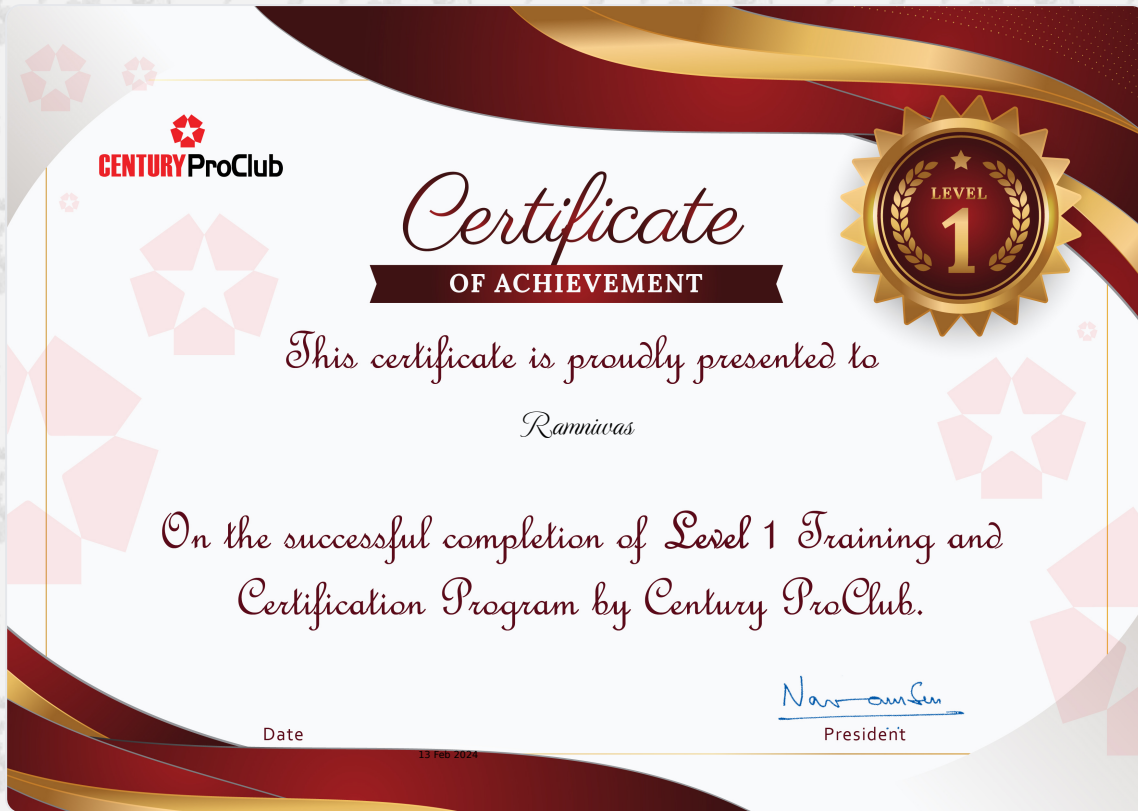 CENTURY ProClub
LEVEL
1
Certificate
OF ACHIEVEMENT
This certificate is proudly presented to
Ramniwas
On the successful completion of Level 1 Training and
Certification Program by Century ProClub.
Date
President
13 Feb 2024